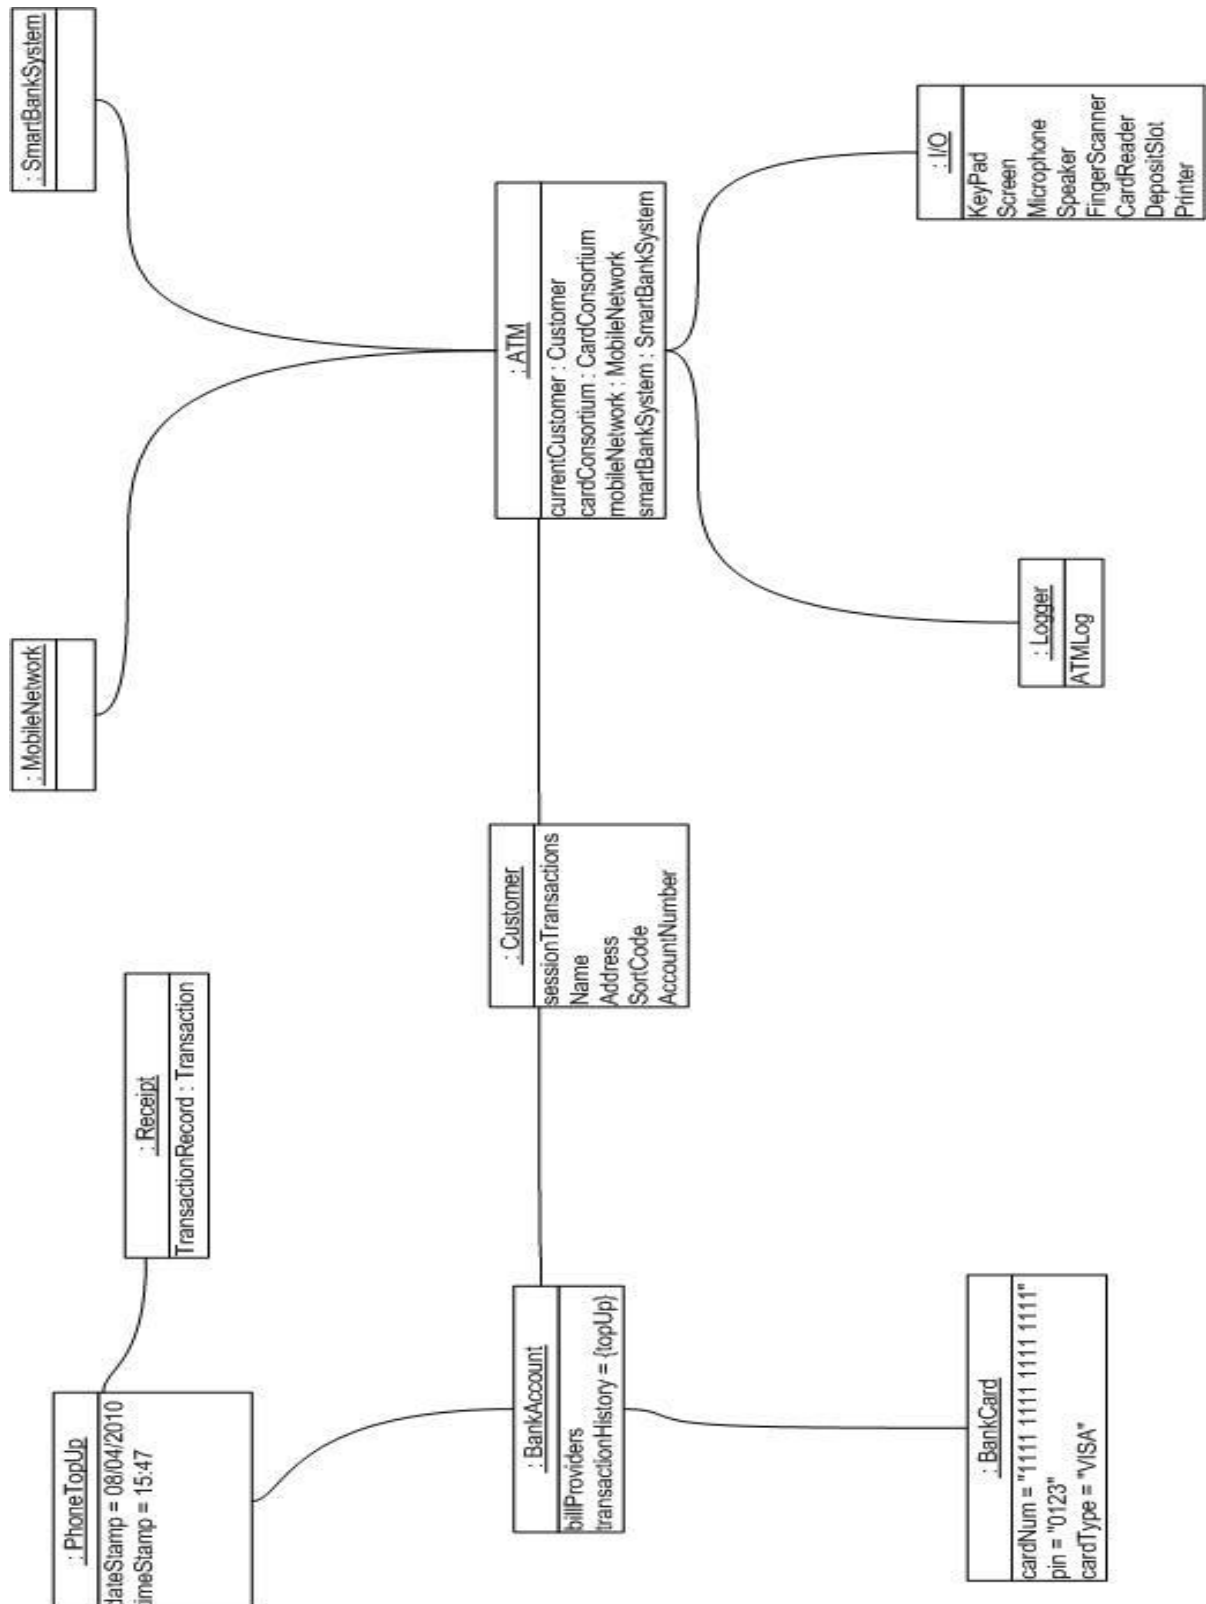 : PhoneTopUp
dateStamp = 08/04/2010
timeStamp = 15:47
: Receipt
TransactionRecord : Transaction
: MobileNetwork
: SmartBankSystem
: BankAccount
billProviders
transactionHistory = {topUp}
: Customer
sessionTransactions
Name
Address
SortCode
AccountNumber
: ATM
currentCustomer : Customer
cardConsortium : CardConsortium
mobileNetwork : MobileNetwork
smartBankSystem : SmartBankSystem
: BankCard
cardNum = "1111 1111 1111 1111"
pin = "0123"
cardType = "VISA"
: Logger
ATMLog
: I/O
KeyPad
Screen
Microphone
Speaker
FingerScanner
CardReader
DepositSlot
Printer